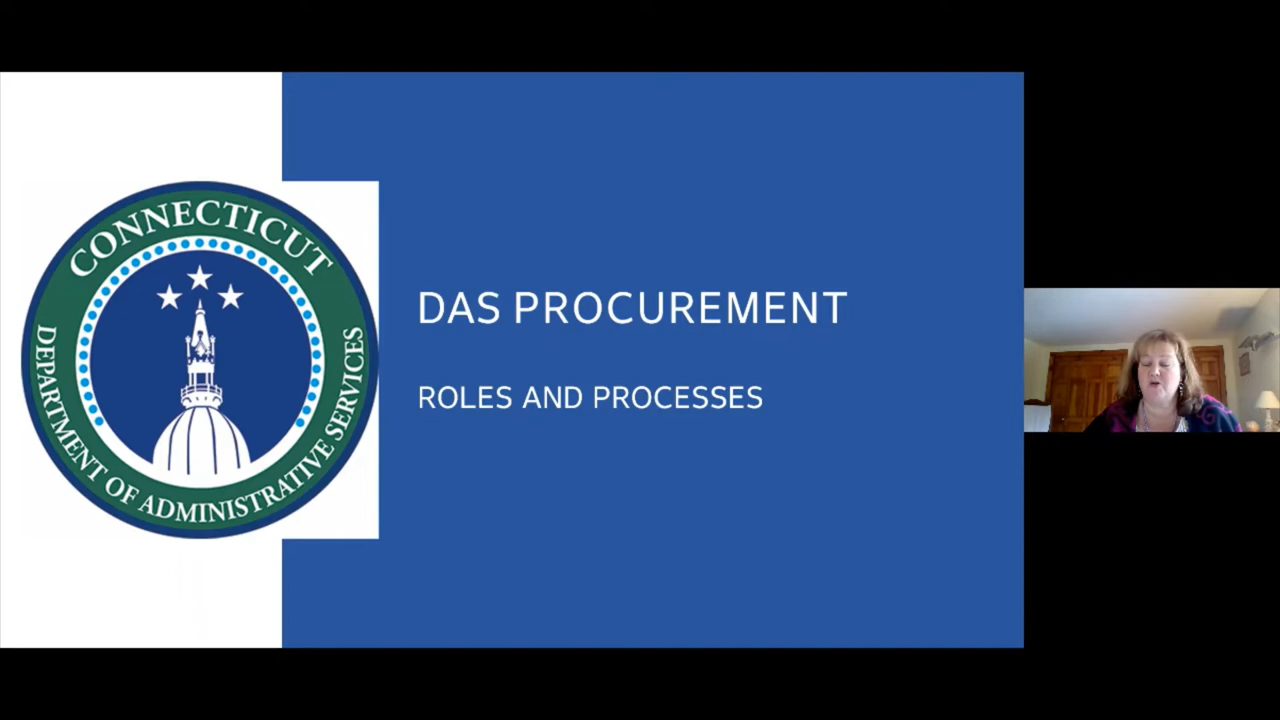 CONNECTICUT
DEPARTMENT OF ADMINISTRATIVE SERVICES
DAS PROCUREMENT
ROLES AND PROCESSES